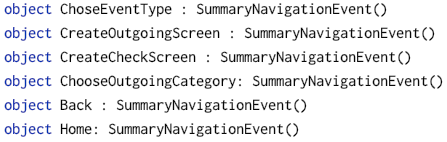 object ChoseEventType : SummaryNavigationEvent()
object CreateOutgoingScreen : SummaryNavigationEvent()
object CreateCheckScreen : SummaryNavigationEvent()
object ChooseOutgoingCategory: SummaryNavigationEvent()
object Back : SummaryNavigationEvent()
object Home: SummaryNavigationEvent()